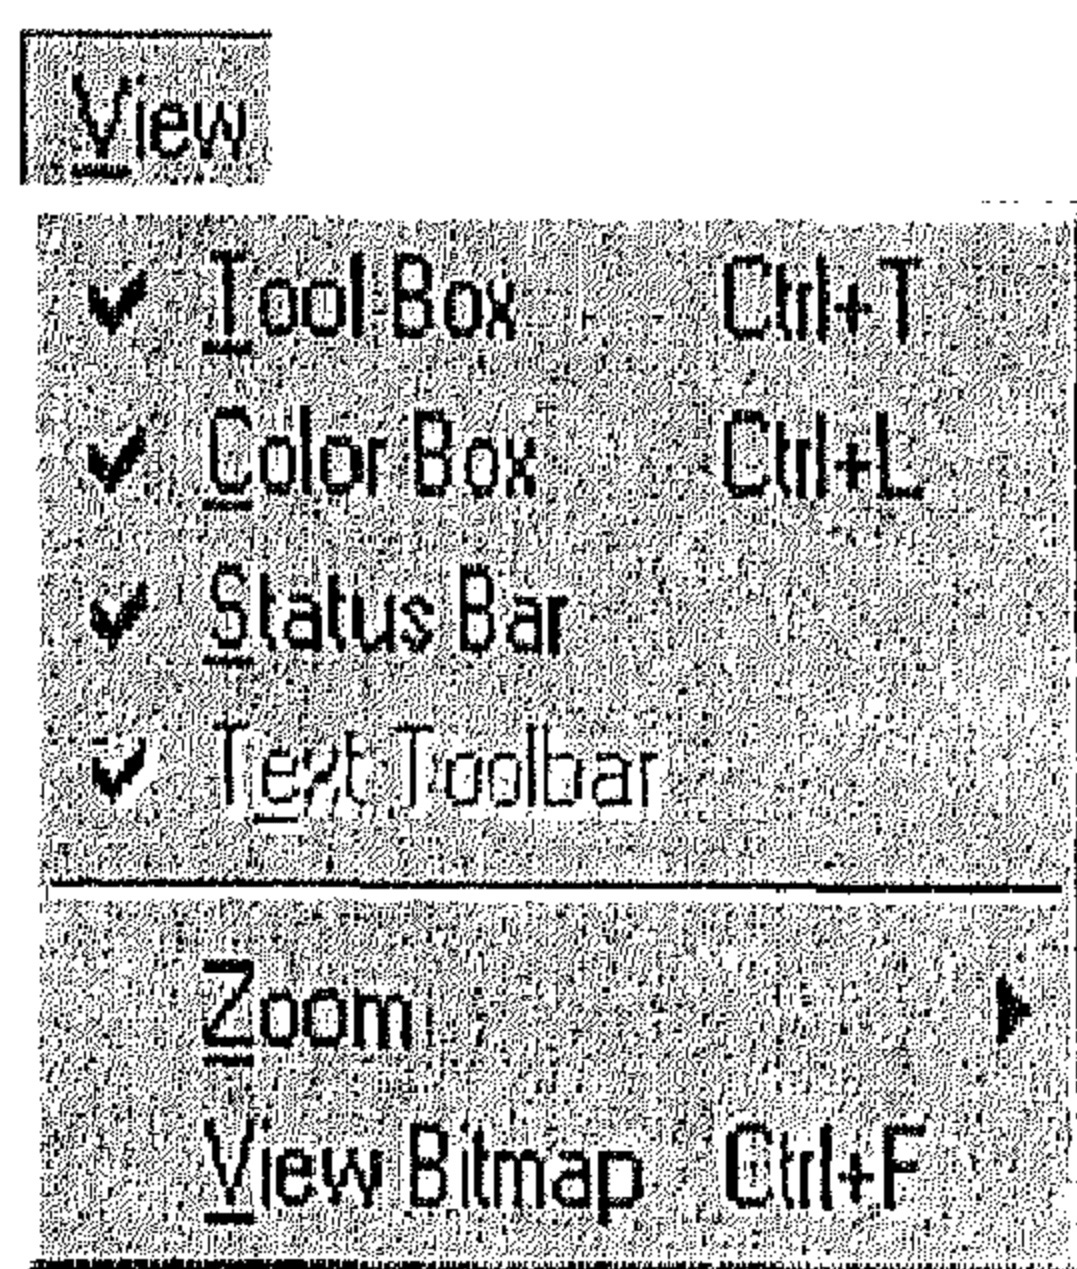 View
Tool Box Ctrl+T
Color Box Ctrl+L
Status Bar
Text Toolbar
Zoom
View Bitmap Ctrl+F